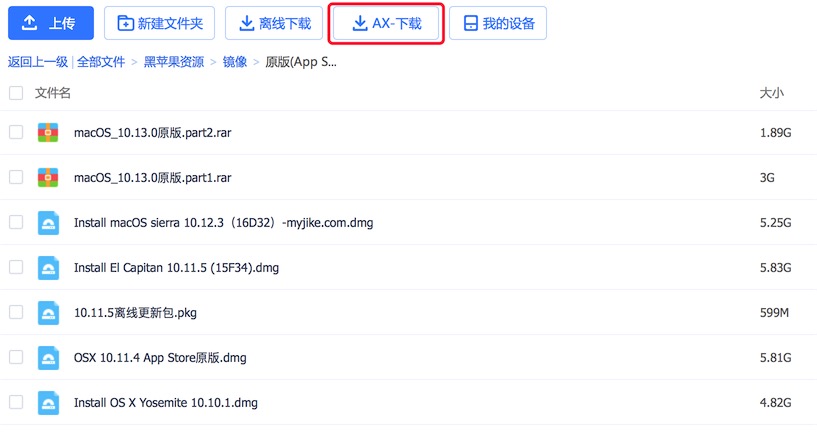 上传 新建文件夹 离线下载 AX-下载 我的设备
返回上一级 | 全部文件 > 黑苹果资源 > 镜像 > 原版(App S...
文件名 大小
macOS_10.13.0原版.part2.rar 1.89G
macOS_10.13.0原版.part1.rar 3G
Install macOS sierra 10.12.3（16D32）-myjike.com.dmg 5.25G
Install El Capitan 10.11.5 (15F34).dmg 5.83G
10.11.5离线更新包.pkg 599M
OSX 10.11.4 App Store原版.dmg 5.81G
Install OS X Yosemite 10.10.1.dmg 4.82G